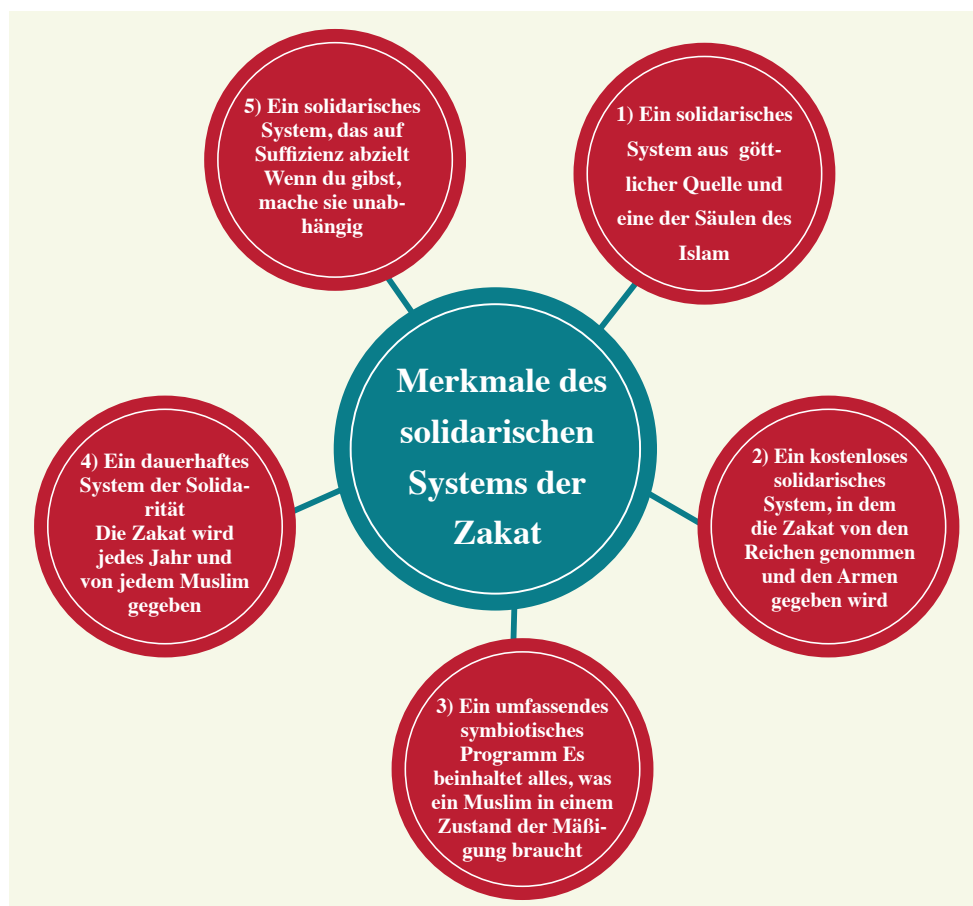 Merkmale des
solidarischen
Systems der
Zakat
1) Ein solidarisches
System aus gött-
licher Quelle und
eine der Säulen des
Islam
2) Ein kostenloses
solidarisches
System, in dem
die Zakat von den
Reichen genommen
und den Armen
gegeben wird
3) Ein umfassendes
symbiotisches
Programm Es
beinhaltet alles, was
ein Muslim in einem
Zustand der Mäßi-
gung braucht
4) Ein dauerhaftes
System der Solida-
rität
Die Zakat wird
jedes Jahr und
von jedem Muslim
gegeben
5) Ein solidarisches
System, das auf
Suffizienz abzielt
Wenn du gibst,
mache sie unab-
hängig